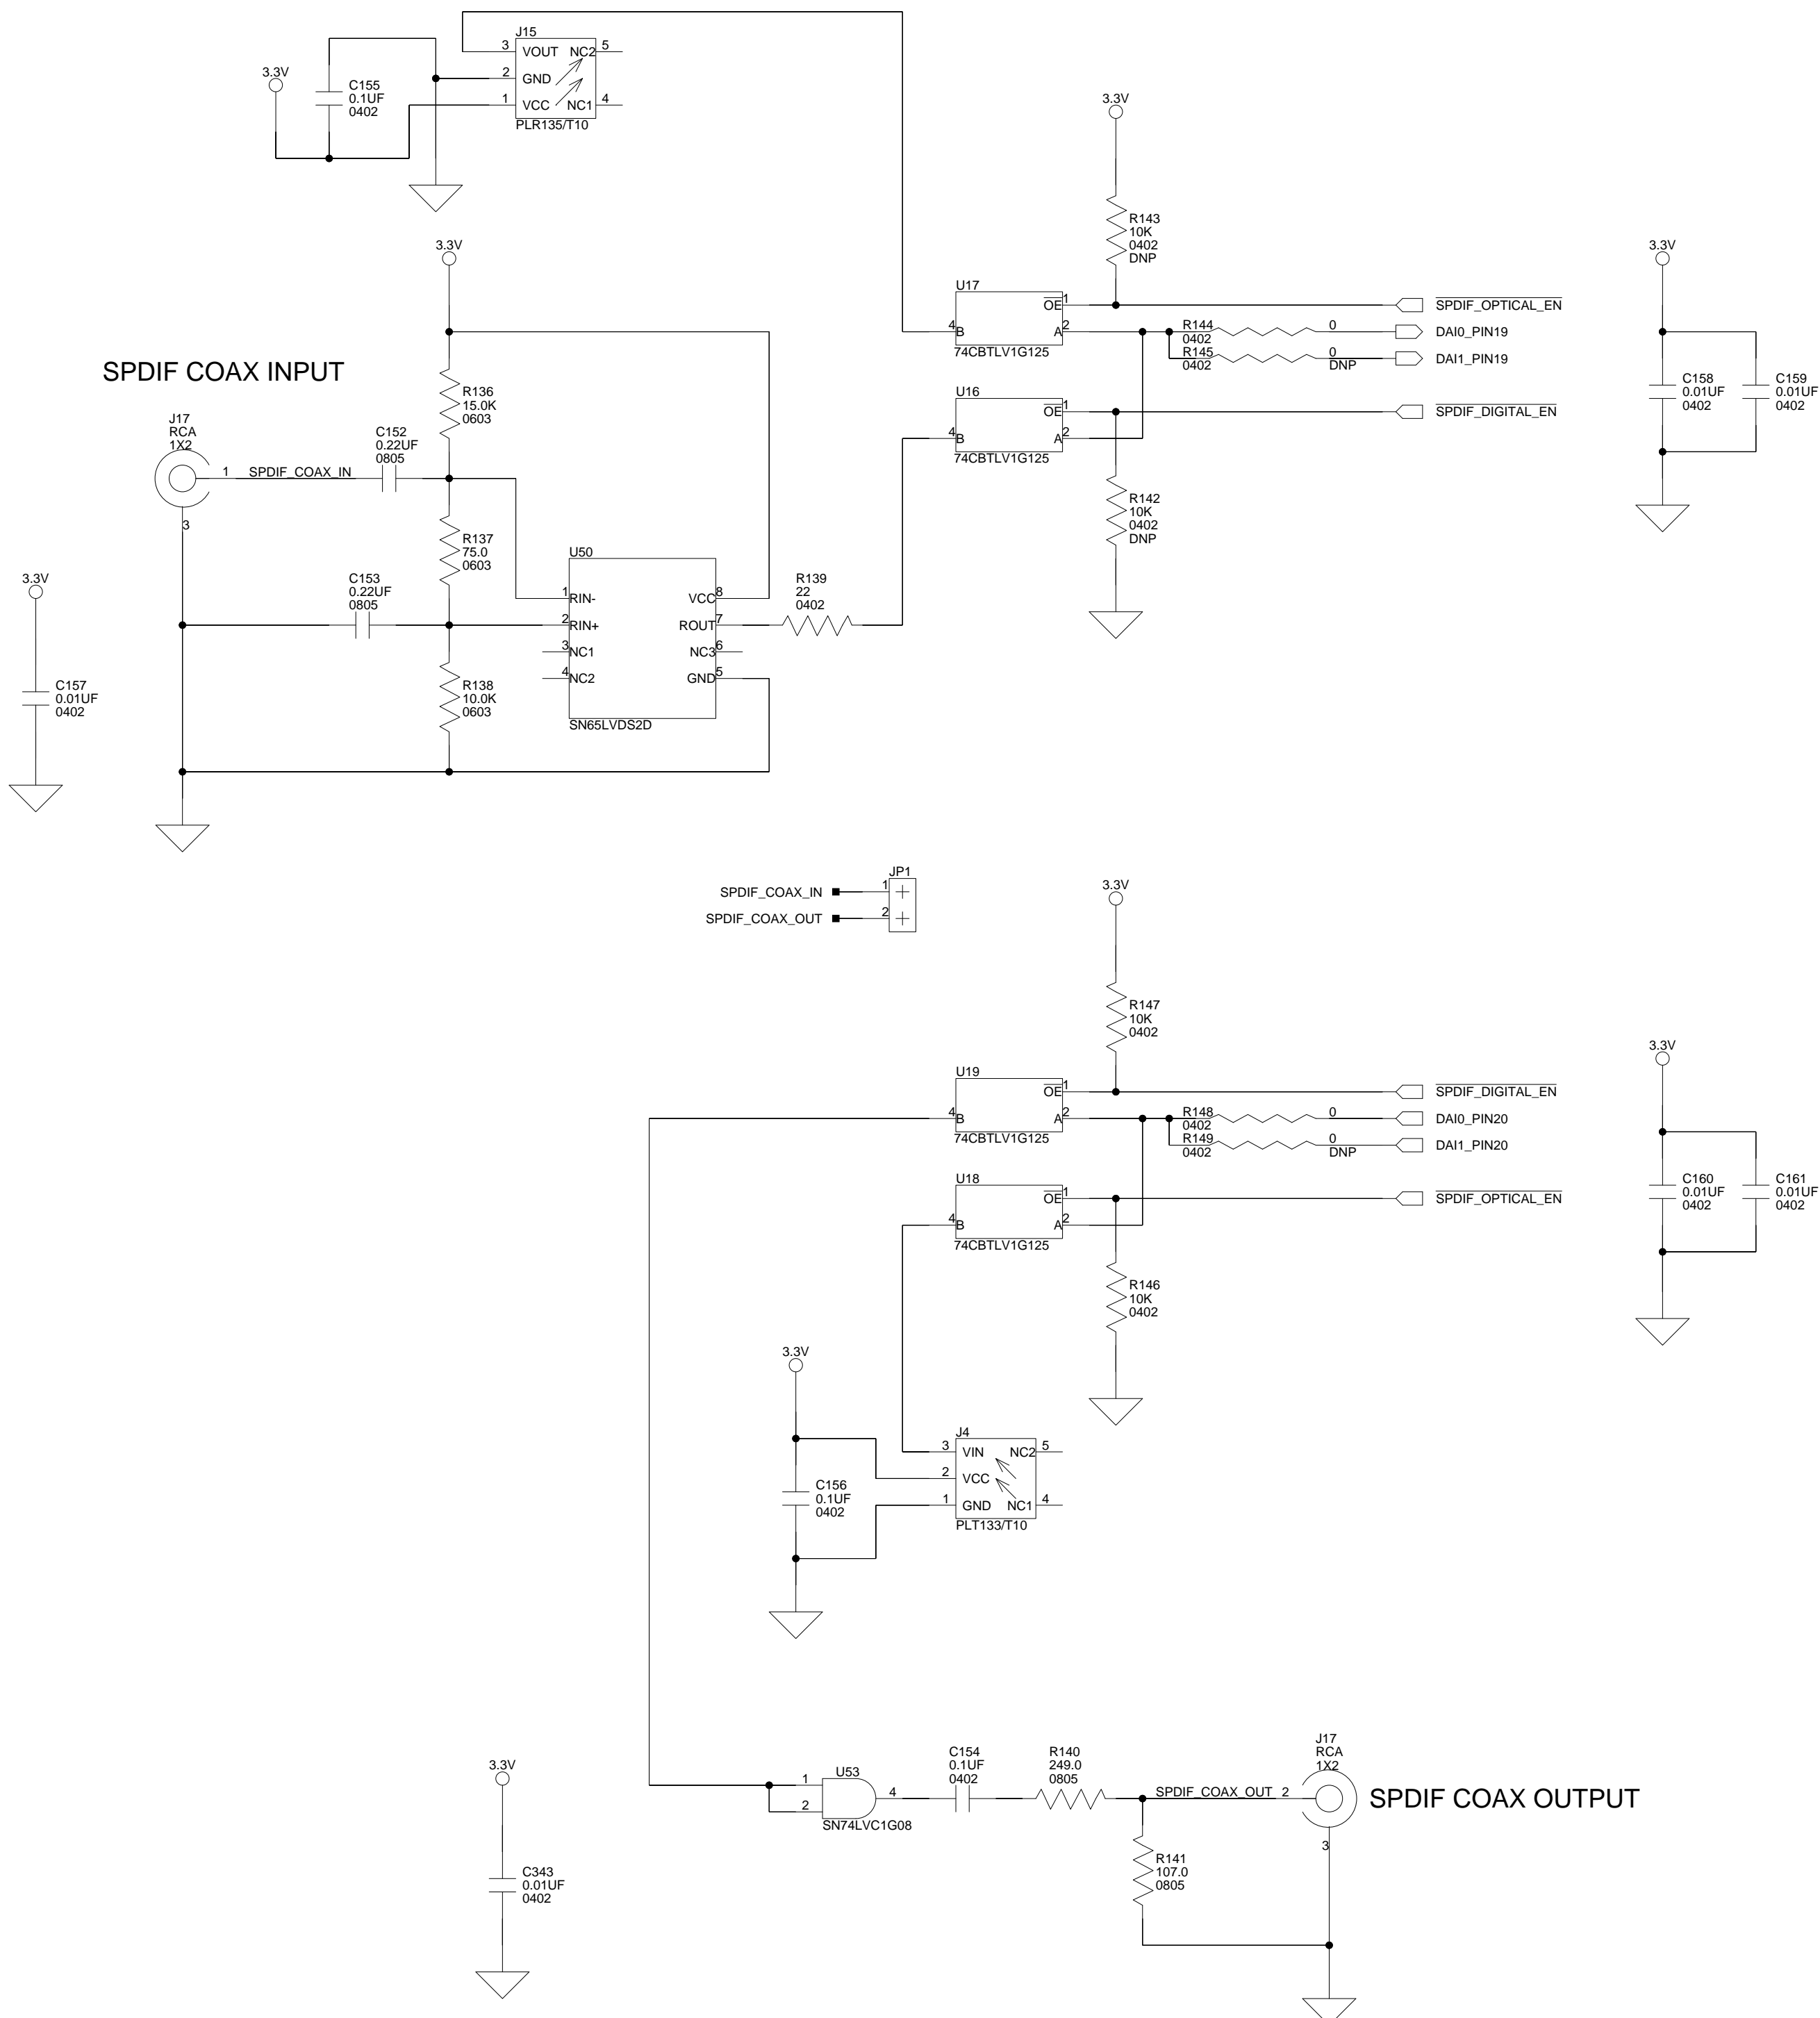 J15
3 VOUT NC2 5
2 GND
1 VCC NC1 4
PLR135/T10
3.3V
C155
0.1UF
0402
3.3V
R143
10K
0402
DNP
3.3V
U17
OE 1
4 B A 2
74CBTLV1G125
SPDIF_OPTICAL_EN
R144 0
0402
DAI0_PIN19
R145 0
0402 DNP
DAI1_PIN19
U16
OE 1
4 B A 2
74CBTLV1G125
SPDIF_DIGITAL_EN
R142
10K
0402
DNP
3.3V
C158
0.01UF
0402
C159
0.01UF
0402
SPDIF COAX INPUT
J17
RCA
1X2
1 SPDIF_COAX_IN
3
C152
0.22UF
0805
R136
15.0K
0603
R137
75.0
0603
C153
0.22UF
0805
R138
10.0K
0603
U50
1 RIN- VCC 8
2 RIN+ ROUT 7
3 NC1 NC3 6
4 NC2 GND 5
SN65LVDS2D
R139
22
0402
3.3V
C157
0.01UF
0402
JP1
SPDIF_COAX_IN 1
SPDIF_COAX_OUT 2
3.3V
R147
10K
0402
U19
OE 1
4 B A 2
74CBTLV1G125
SPDIF_DIGITAL_EN
R148 0
0402
DAI0_PIN20
R149 0
0402 DNP
DAI1_PIN20
U18
OE 1
4 B A 2
74CBTLV1G125
SPDIF_OPTICAL_EN
R146
10K
0402
3.3V
C160
0.01UF
0402
C161
0.01UF
0402
3.3V
C156
0.1UF
0402
J4
3 VIN NC2 5
2 VCC
1 GND NC1 4
PLT133/T10
3.3V
C343
0.01UF
0402
U53
1
2
4
SN74LVC1G08
C154
0.1UF
0402
R140
249.0
0805
SPDIF_COAX_OUT 2
J17
RCA
1X2
3
SPDIF COAX OUTPUT
R141
107.0
0805